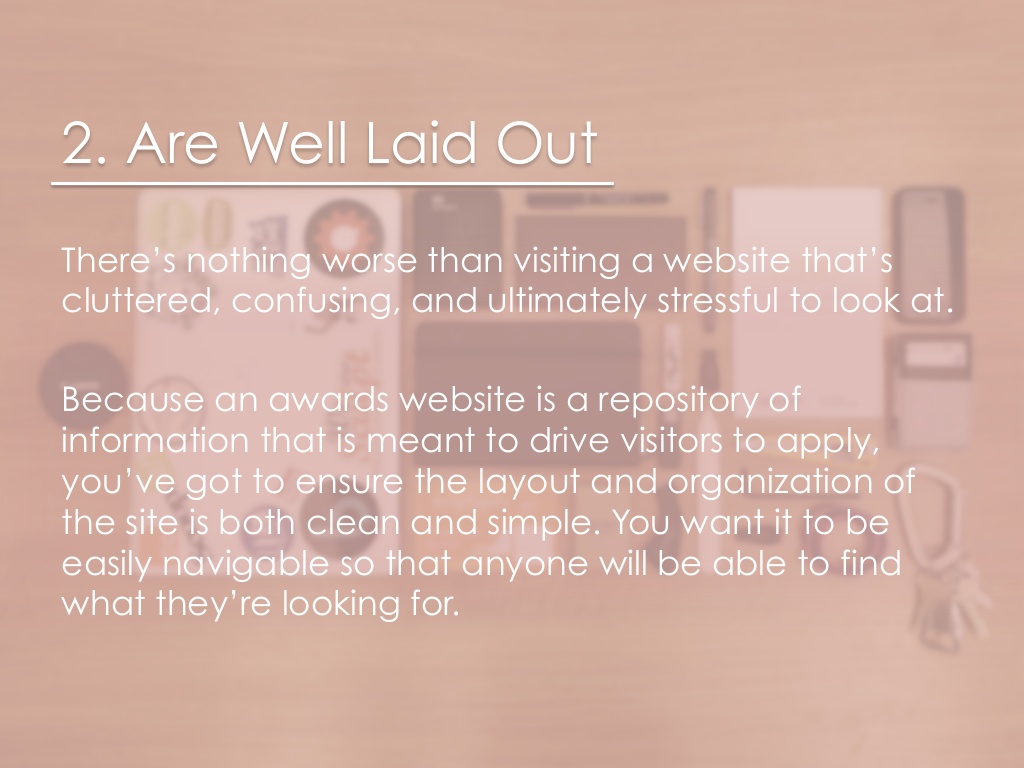 2. Are Well Laid Out
There’s nothing worse than visiting a website that’s
cluttered, confusing, and ultimately stressful to look at.
Because an awards website is a repository of
information that is meant to drive visitors to apply,
you’ve got to ensure the layout and organization of
the site is both clean and simple. You want it to be
easily navigable so that anyone will be able to find
what they’re looking for.